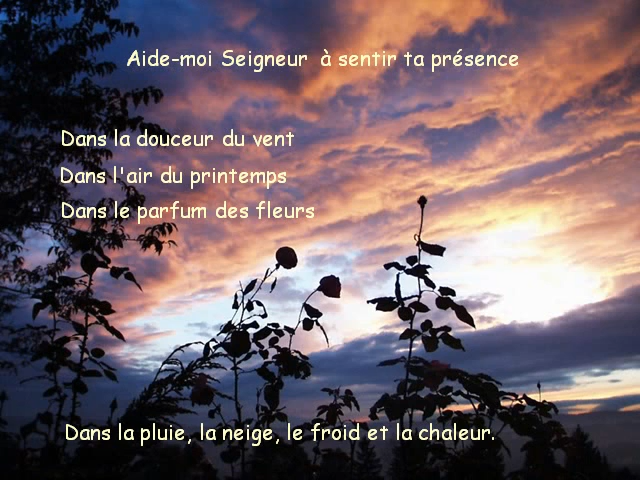 Aide-moi Seigneur à sentir ta présence
Dans la douceur du vent
Dans l'air du printemps
Dans le parfum des fleurs
Dans la pluie, la neige, le froid et la chaleur.